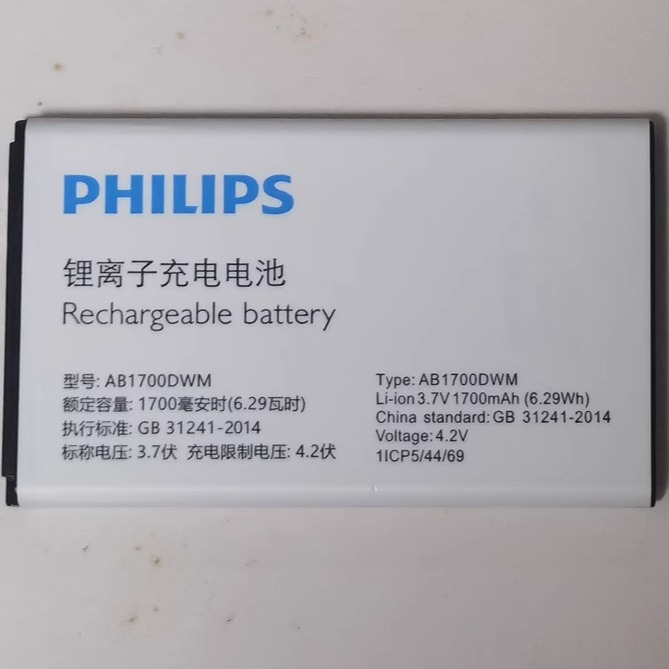 PHILIPS
锂离子充电电池
Rechargeable battery
型号: AB1700DWM
额定容量: 1700毫安时(6.29瓦时)
执行标准: GB 31241-2014
标称电压: 3.7伏 充电限制电压: 4.2伏
Type: AB1700DWM
Li-ion 3.7V 1700mAh (6.29Wh)
China standard: GB 31241-2014
Voltage: 4.2V
1ICP5/44/69